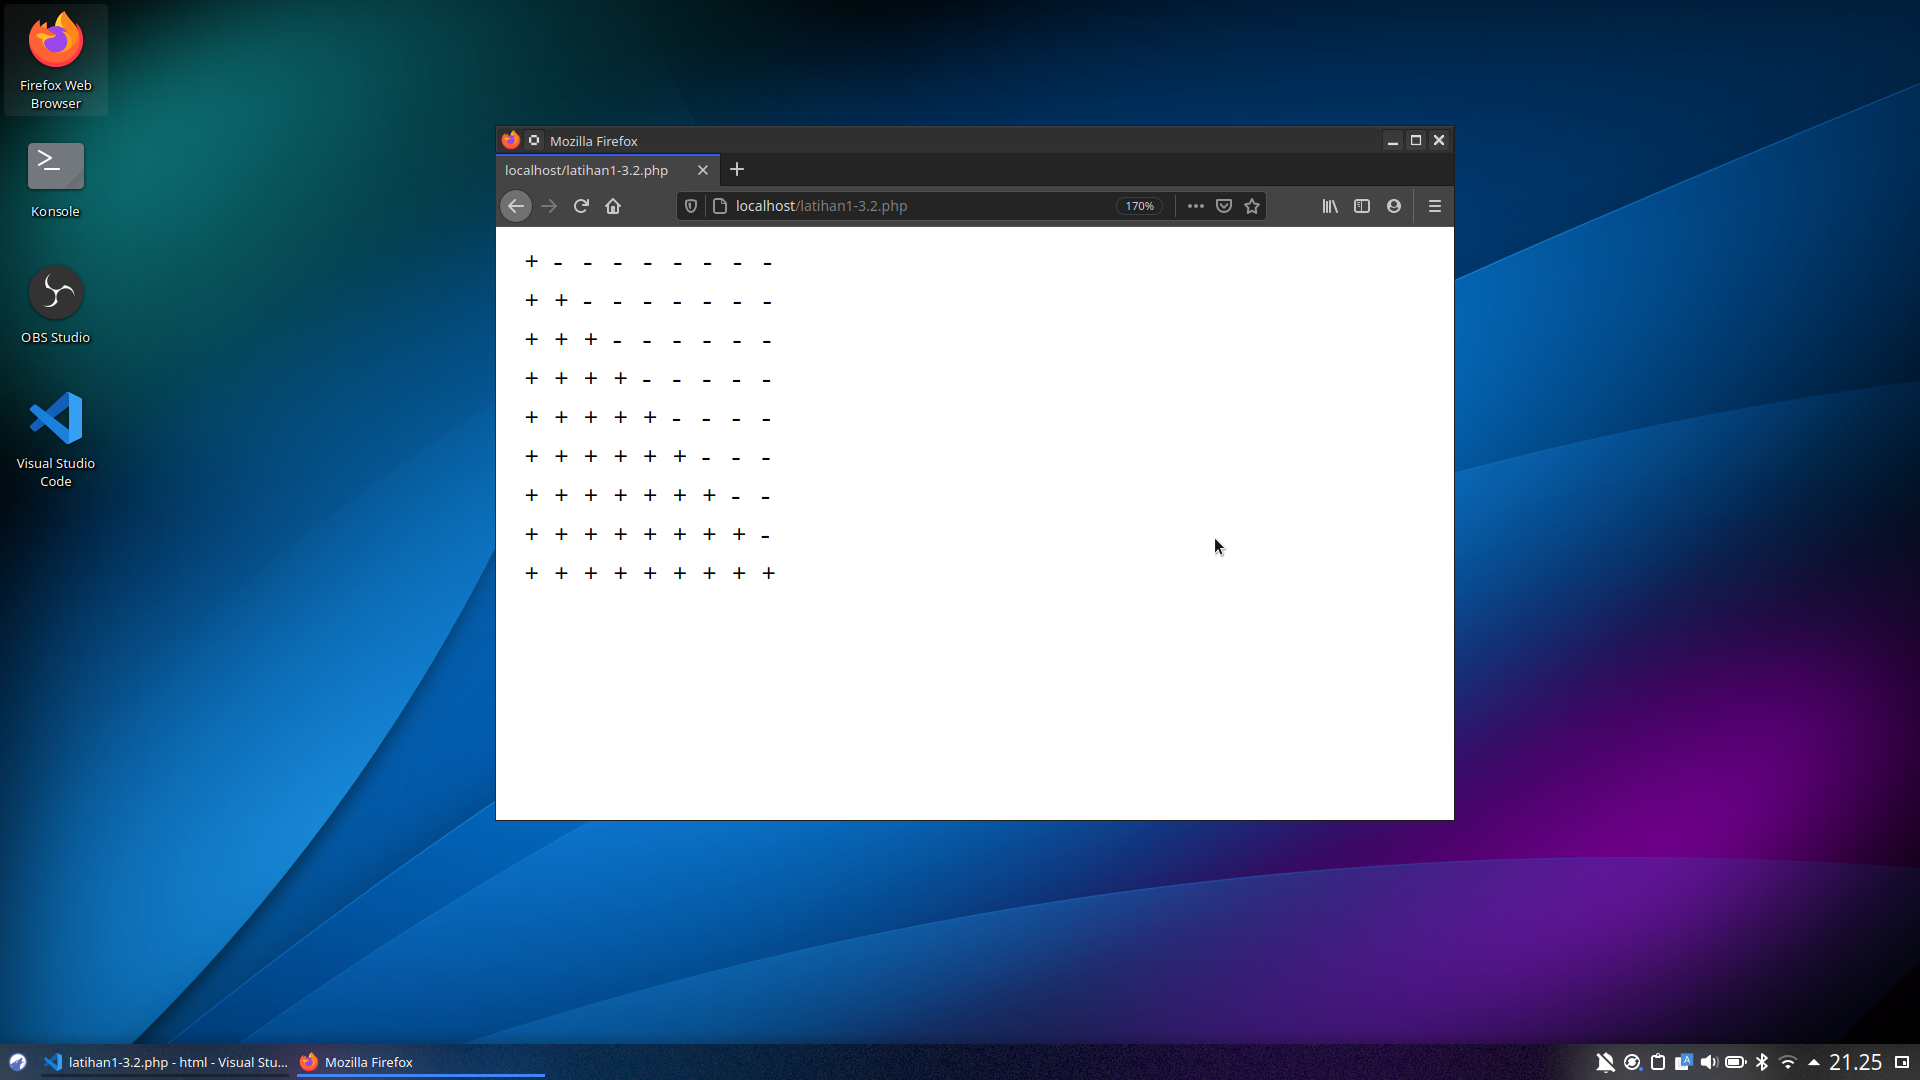 Firefox Web
Browser
Konsole
OBS Studio
Visual Studio
Code
Mozilla Firefox
localhost/latihan1-3.2.php
localhost/latihan1-3.2.php 170%
+ - - - - - - - -
+ + - - - - - - -
+ + + - - - - - -
+ + + + - - - - -
+ + + + + - - - -
+ + + + + + - - -
+ + + + + + + - -
+ + + + + + + + -
+ + + + + + + + +
latihan1-3.2.php - html - Visual Stu... Mozilla Firefox A 21.25